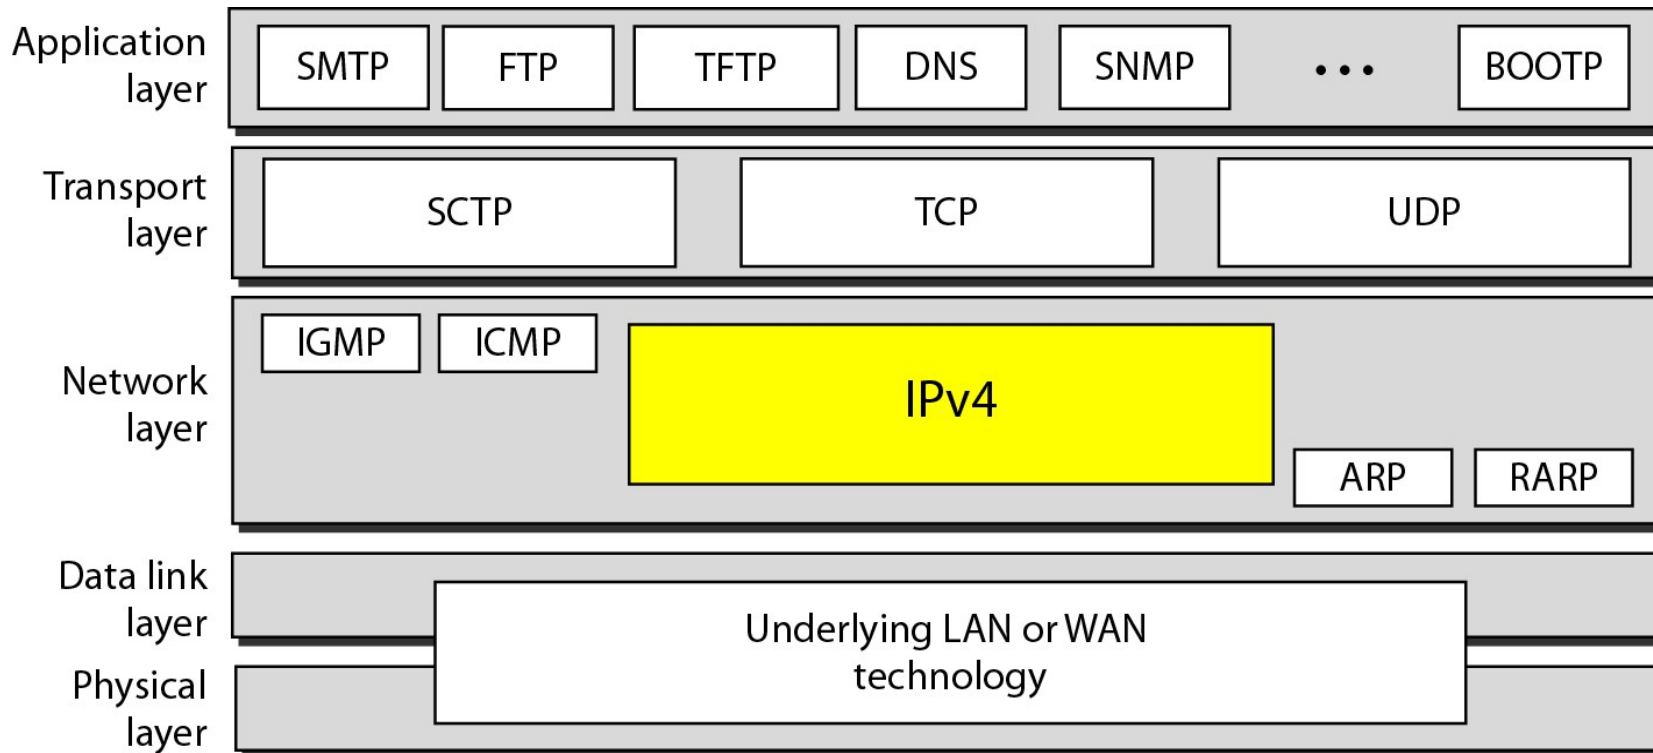 Application
layer
SMTP
FTP
TFTP
DNS
SNMP
• • •
BOOTP
Transport
layer
SCTP
TCP
UDP
Network
layer
IGMP
ICMP
IPv4
ARP
RARP
Data link
layer
Underlying LAN or WAN
technology
Physical
layer